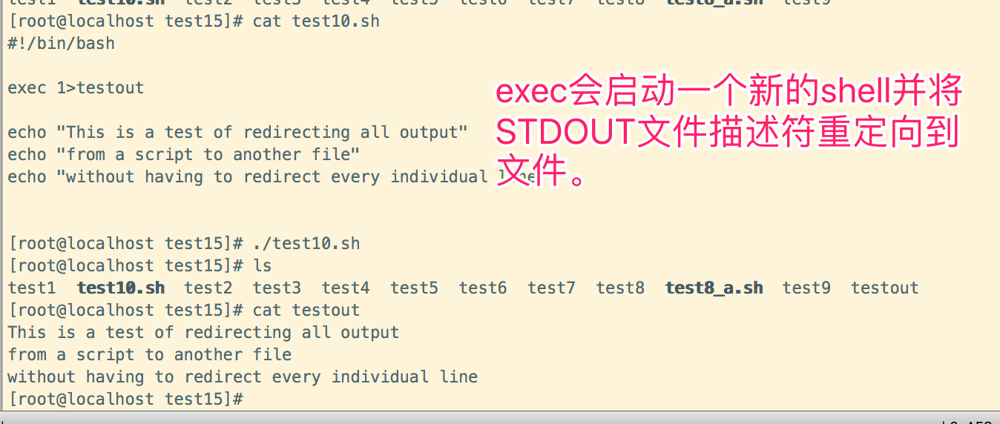 test1 test10.sh test2 test3 test4 test5 test6 test7 test8 test8_a.sh test9
[root@localhost test15]# cat test10.sh
#!/bin/bash
exec 1>testout
echo "This is a test of redirecting all output"
echo "from a script to another file"
echo "without having to redirect every individual line
exec会启动一个新的shell并将
STDOUT文件描述符重定向到
文件。
[root@localhost test15]# ./test10.sh
[root@localhost test15]# ls
test1 test10.sh test2 test3 test4 test5 test6 test7 test8 test8_a.sh test9 testout
[root@localhost test15]# cat testout
This is a test of redirecting all output
from a script to another file
without having to redirect every individual line
[root@localhost test15]#